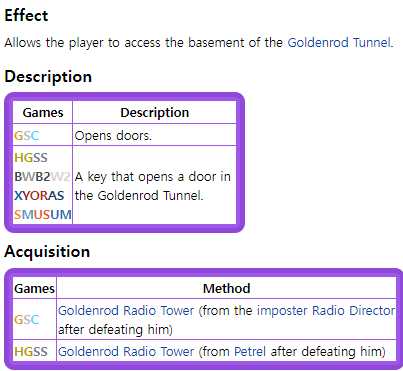 Effect
Allows the player to access the basement of the Goldenrod Tunnel.
Description
Games Description
GSC Opens doors.
HGSS
BWB2W2 A key that opens a door in
XYORAS the Goldenrod Tunnel.
SMUSUM
Acquisition
Games Method
GSC Goldenrod Radio Tower (from the imposter Radio Director
after defeating him)
HGSS Goldenrod Radio Tower (from Petrel after defeating him)